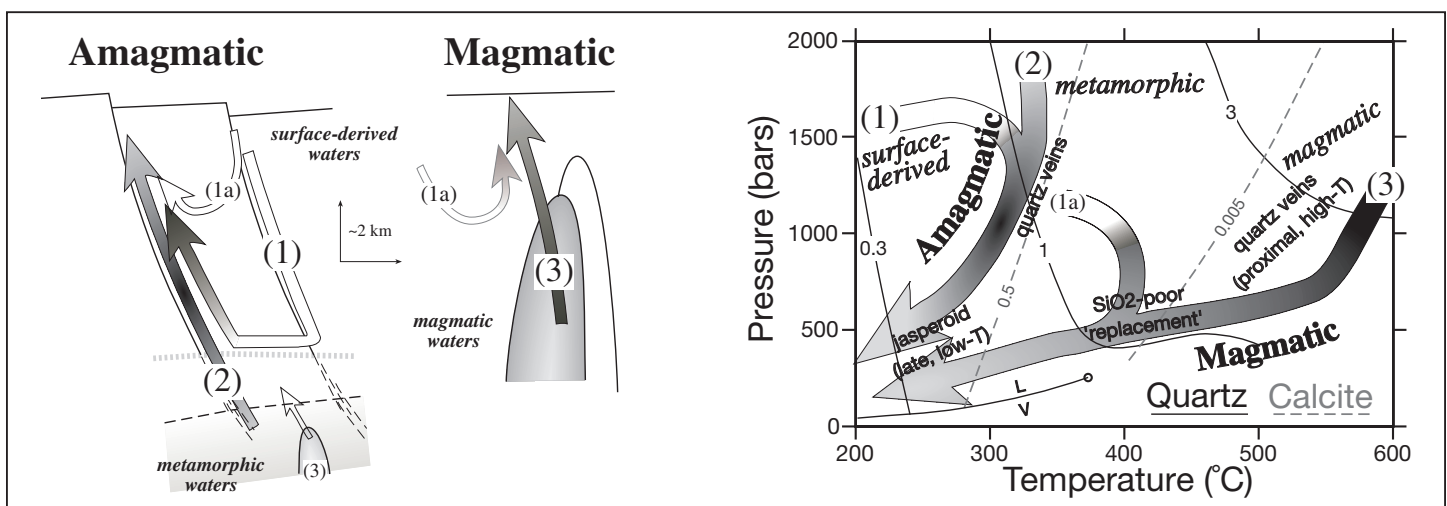 Amagmatic
Magmatic
surface-derived
waters
(1a)
(1)
~2 km
(2)
(3)
metamorphic
waters
(1a)
(3)
magmatic
waters
Pressure (bars)
2000
1500
1000
500
0
200
300
400
500
600
Temperature (˚C)
(1)
surface-
derived
(2)
metamorphic
Amagmatic
quartz veins
(1a)
3
magmatic
quartz veins
(proximal, high-T)
(3)
0.3
1
0.5
0.005
SiO2-poor
'replacement'
jasperoid
(late, low-T)
Magmatic
L
V
Quartz
Calcite